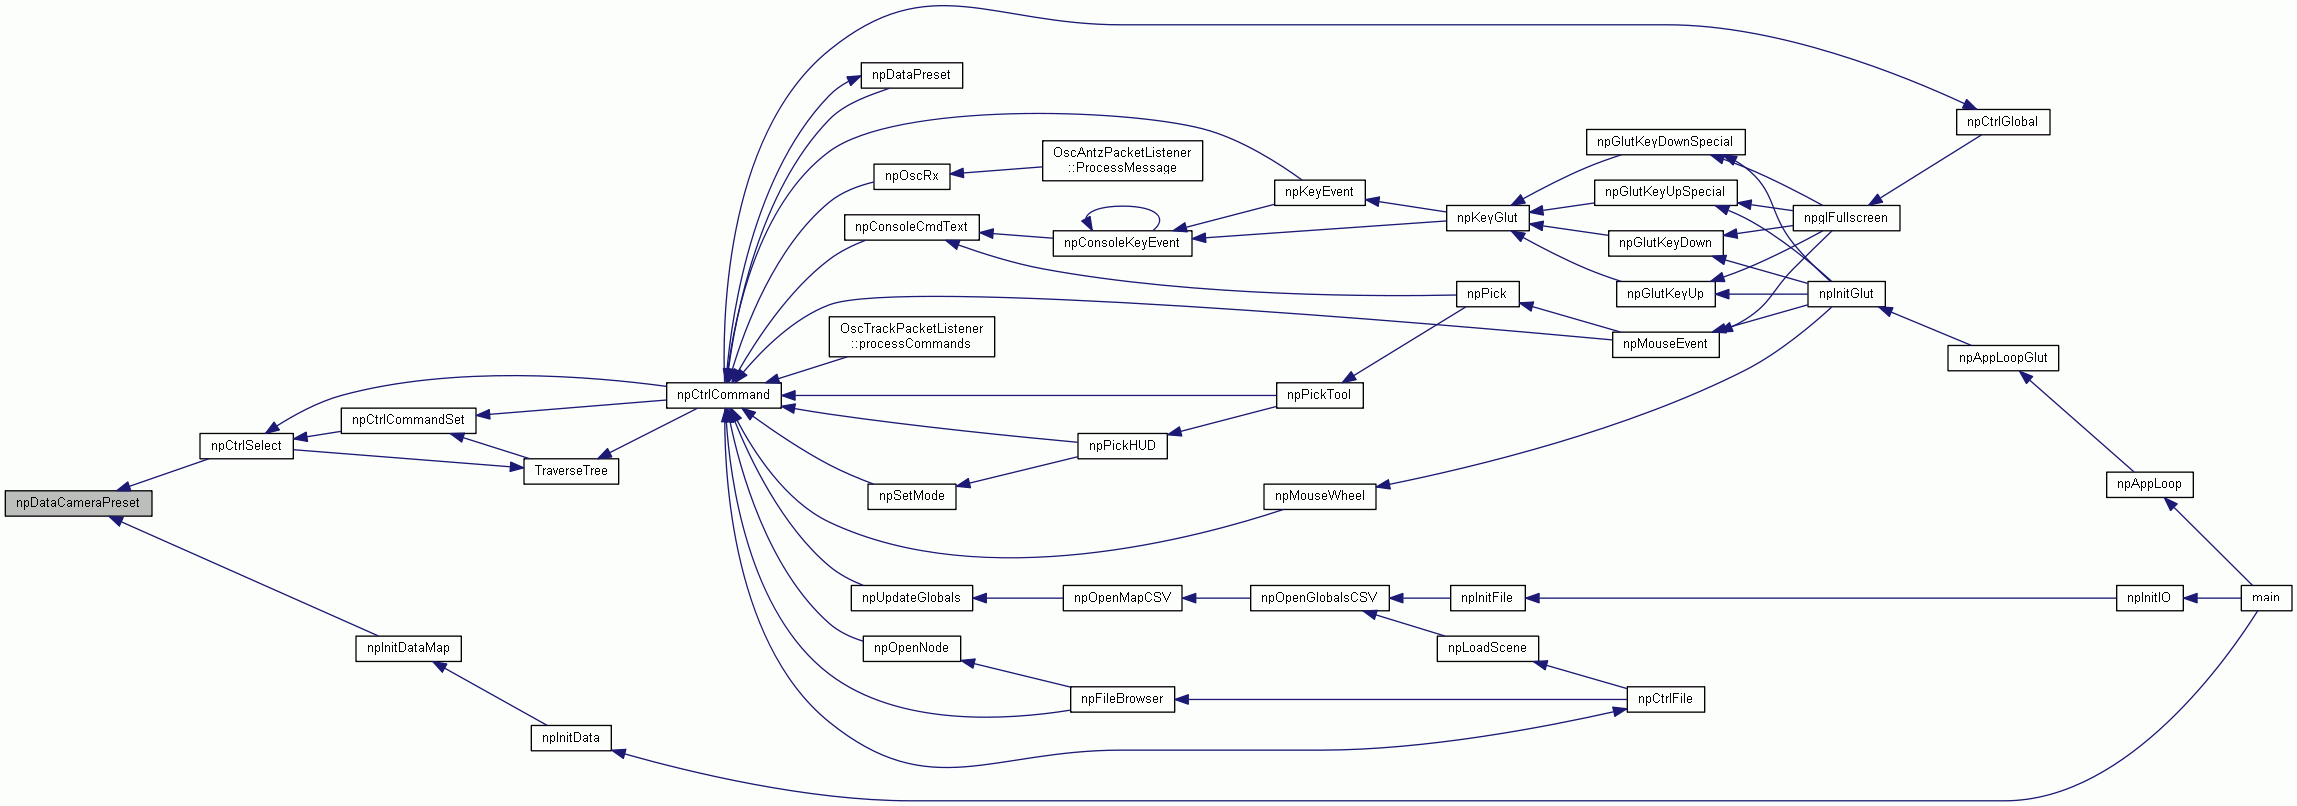 npDataPreset
npCtrlGlobal
npGlutKeyDownSpecial
OscAntzPacketListener
::ProcessMessage
npOscRx
npKeyEvent
npGlutKeyUpSpecial
npKeyGlut
npglFullscreen
npConsoleCmdText
npConsoleKeyEvent
npGlutKeyDown
npPick
npGlutKeyUp
npInitGlut
OscTrackPacketListener
::processCommands
npMouseEvent
npAppLoopGlut
npCtrlCommand
npPickTool
npCtrlCommandSet
npCtrlSelect
npPickHUD
TraverseTree
npAppLoop
npDataCameraPreset
npSetMode
npMouseWheel
npUpdateGlobals
npOpenMapCSV
npOpenGlobalsCSV
npInitFile
npInitIO
main
npInitDataMap
npOpenNode
npLoadScene
npFileBrowser
npCtrlFile
npInitData